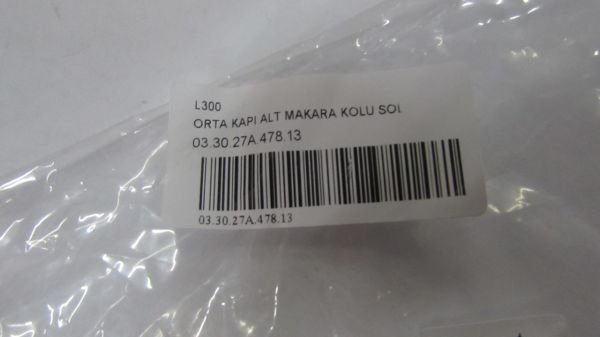 L300
ORTA KAPI ALT MAKARA KOLU SOL
03.30.27A.478.13
03.30.27A.478.13